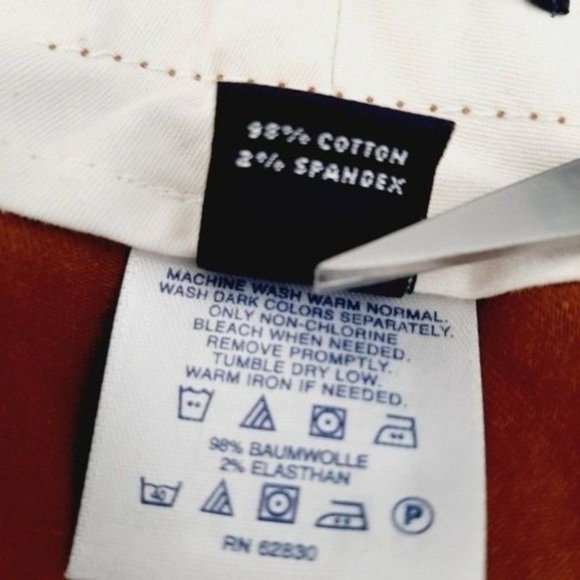 98% COTTON
2% SPANDEX
MACHINE WASH WARM NORMAL.
WASH DARK COLORS SEPARATELY.
ONLY NON-CHLORINE
BLEACH WHEN NEEDED.
REMOVE PROMPTLY.
TUMBLE DRY LOW.
WARM IRON IF NEEDED.
98% BAUMWOLLE
2% ELASTHAN
40
P
RN 62830